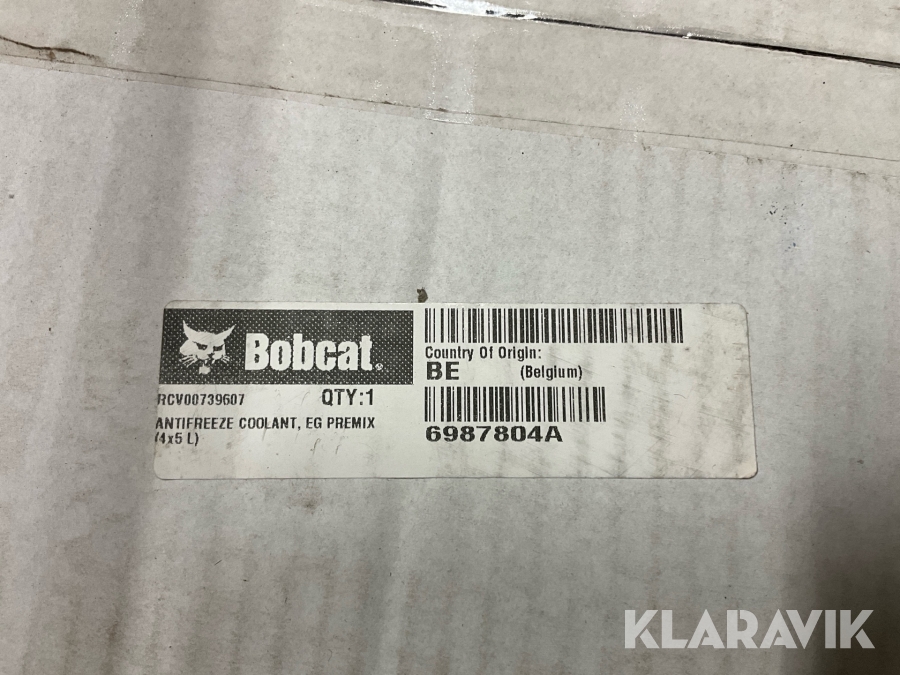 Bobcat®
Country Of Origin:
BE (Belgium)
RCV00739607 QTY:1
ANTIFREEZE COOLANT, EG PREMIX
(4x5 L)
6987804A
KLARAVIK